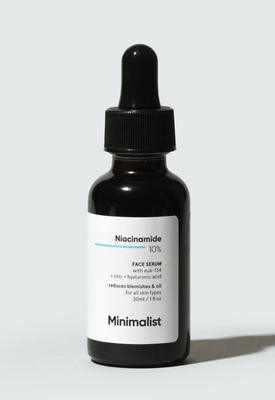 Niacinamide
10%
FACE SERUM
with euk-134
+ zinc + hyaluronic acid
reduces blemishes & oil
for all skin types
30ml / 1 fl oz
Minimalist